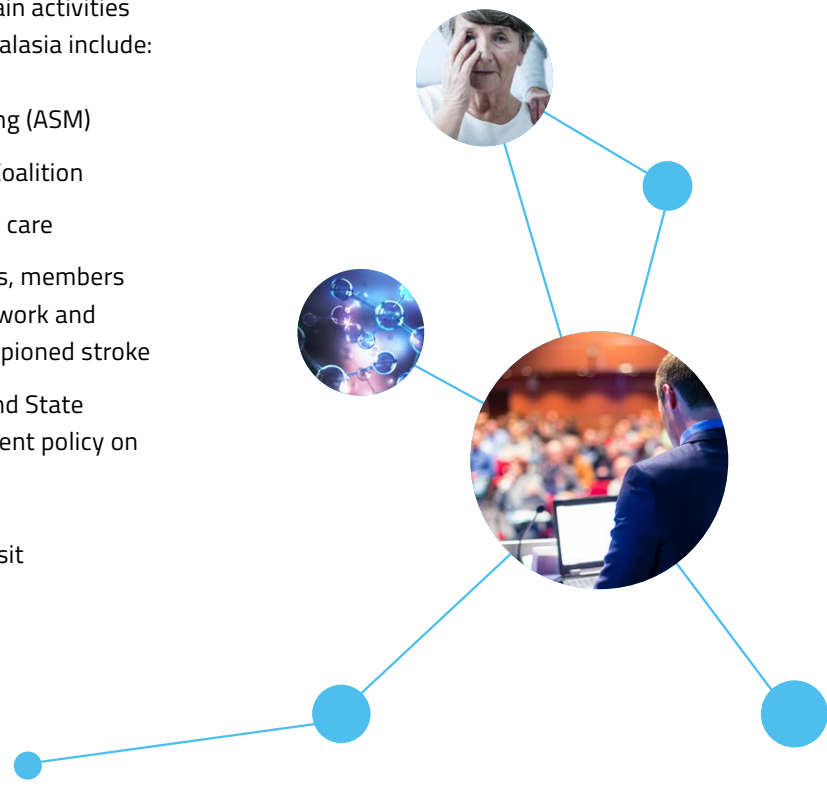 ain activities
alasia include:
ng (ASM)
Coalition
care
s, members
work and
pioned stroke
nd State
ent policy on
sit